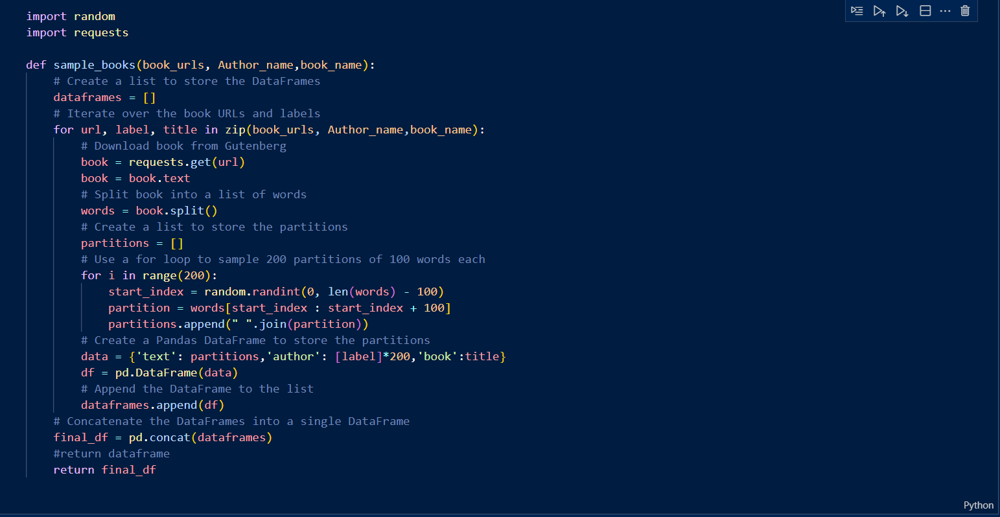 import random
import requests
def sample_books(book_urls, Author_name,book_name):
    # Create a list to store the DataFrames
    dataframes = []
    # Iterate over the book URLs and labels
    for url, label, title in zip(book_urls, Author_name,book_name):
        # Download book from Gutenberg
        book = requests.get(url)
        book = book.text
        # Split book into a list of words
        words = book.split()
        # Create a list to store the partitions
        partitions = []
        # Use a for loop to sample 200 partitions of 100 words each
        for i in range(200):
            start_index = random.randint(0, len(words) - 100)
            partition = words[start_index : start_index + 100]
            partitions.append(" ".join(partition))
        # Create a Pandas DataFrame to store the partitions
        data = {'text': partitions,'author': [label]*200,'book':title}
        df = pd.DataFrame(data)
        # Append the DataFrame to the list
        dataframes.append(df)
    # Concatenate the DataFrames into a single DataFrame
    final_df = pd.concat(dataframes)
    #return dataframe
    return final_df
Python